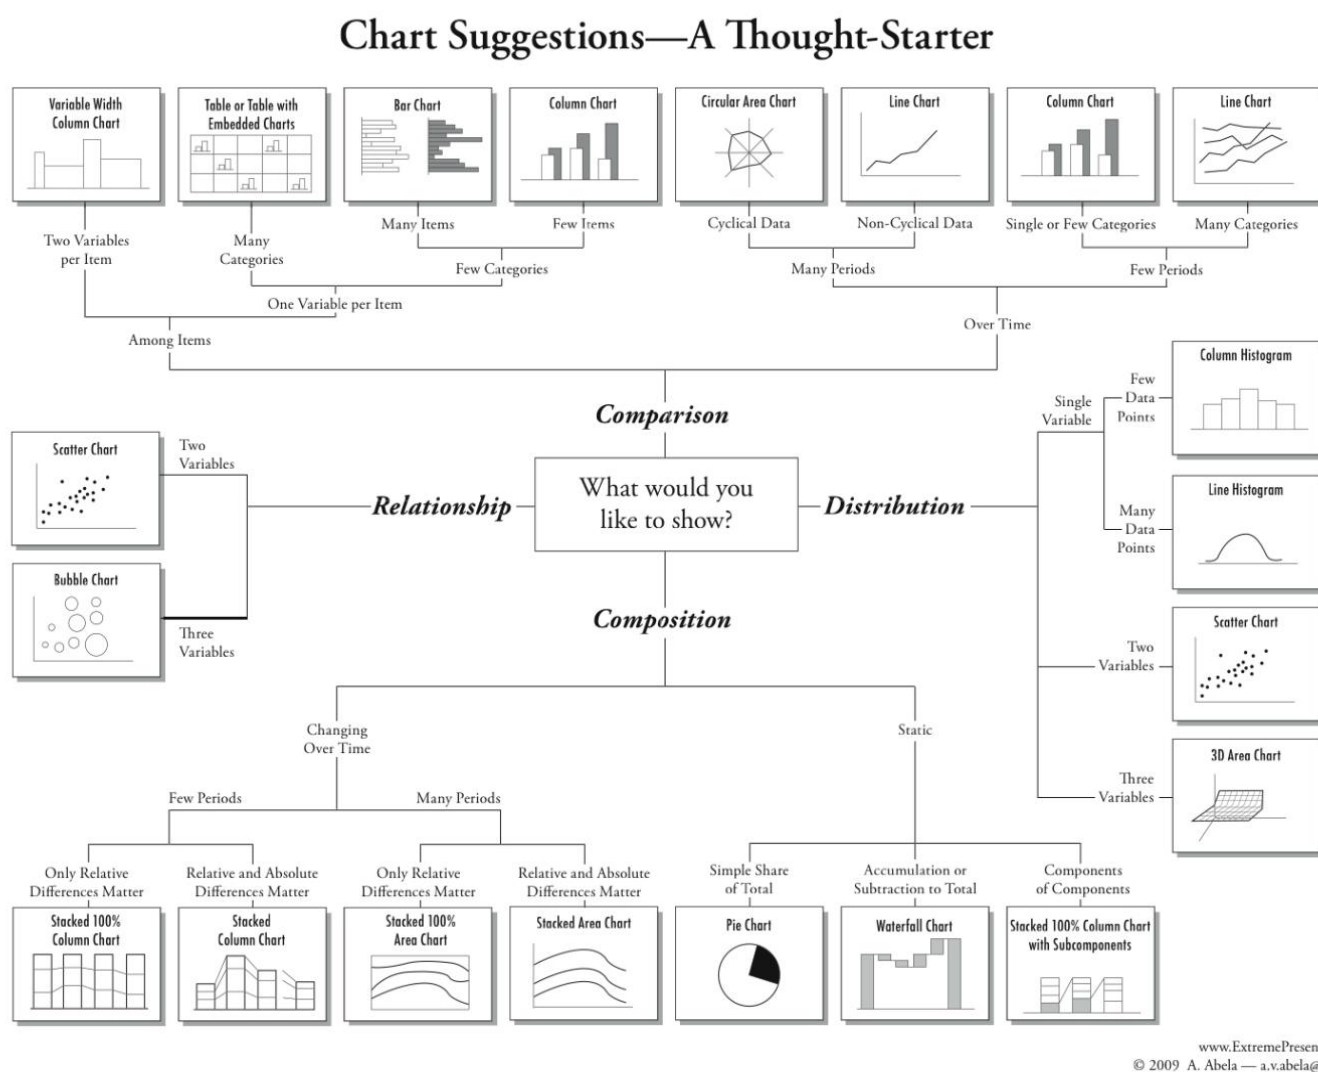 Chart Suggestions—A Thought-Starter
Variable Width
Column Chart
Table or Table with
Embedded Charts
Bar Chart
Column Chart
Circular Area Chart
Line Chart
Column Chart
Line Chart
Two Variables
per Item
Many
Categories
Many Items
Few Items
Cyclical Data
Non-Cyclical Data
Single or Few Categories
Many Categories
Few Categories
Many Periods
Few Periods
One Variable per Item
Over Time
Among Items
Comparison
Single
Variable
Few
Data
Points
Column Histogram
Scatter Chart
Two
Variables
Relationship
What would you
like to show?
Distribution
Many
Data
Points
Line Histogram
Bubble Chart
Three
Variables
Composition
Two
Variables
Scatter Chart
Changing
Over Time
Static
Three
Variables
3D Area Chart
Few Periods
Many Periods
Only Relative
Differences Matter
Relative and Absolute
Differences Matter
Only Relative
Differences Matter
Relative and Absolute
Differences Matter
Simple Share
of Total
Accumulation or
Subtraction to Total
Components
of Components
Stacked 100%
Column Chart
Stacked
Column Chart
Stacked 100%
Area Chart
Stacked Area Chart
Pie Chart
Waterfall Chart
Stacked 100% Column Chart
with Subcomponents
www.ExtremePresen
© 2009 A. Abela — a.v.abela@